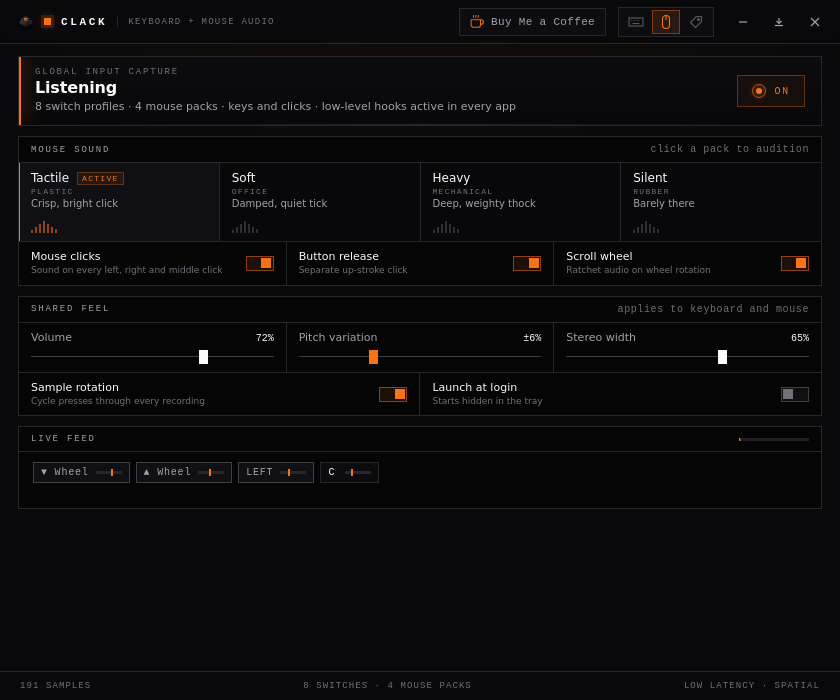 CLACK | KEYBOARD + MOUSE AUDIO
Buy Me a Coffee
GLOBAL INPUT CAPTURE
Listening
8 switch profiles · 4 mouse packs · keys and clicks · low-level hooks active in every app
ON
MOUSE SOUND
click a pack to audition
Tactile ACTIVE
PLASTIC
Crisp, bright click
Soft
OFFICE
Damped, quiet tick
Heavy
MECHANICAL
Deep, weighty thock
Silent
RUBBER
Barely there
Mouse clicks
Sound on every left, right and middle click
Button release
Separate up-stroke click
Scroll wheel
Ratchet audio on wheel rotation
SHARED FEEL
applies to keyboard and mouse
Volume 72%
Pitch variation ±6%
Stereo width 65%
Sample rotation
Cycle presses through every recording
Launch at login
Starts hidden in the tray
LIVE FEED
▼ Wheel
▲ Wheel
LEFT
C
191 SAMPLES
8 SWITCHES · 4 MOUSE PACKS
LOW LATENCY · SPATIAL